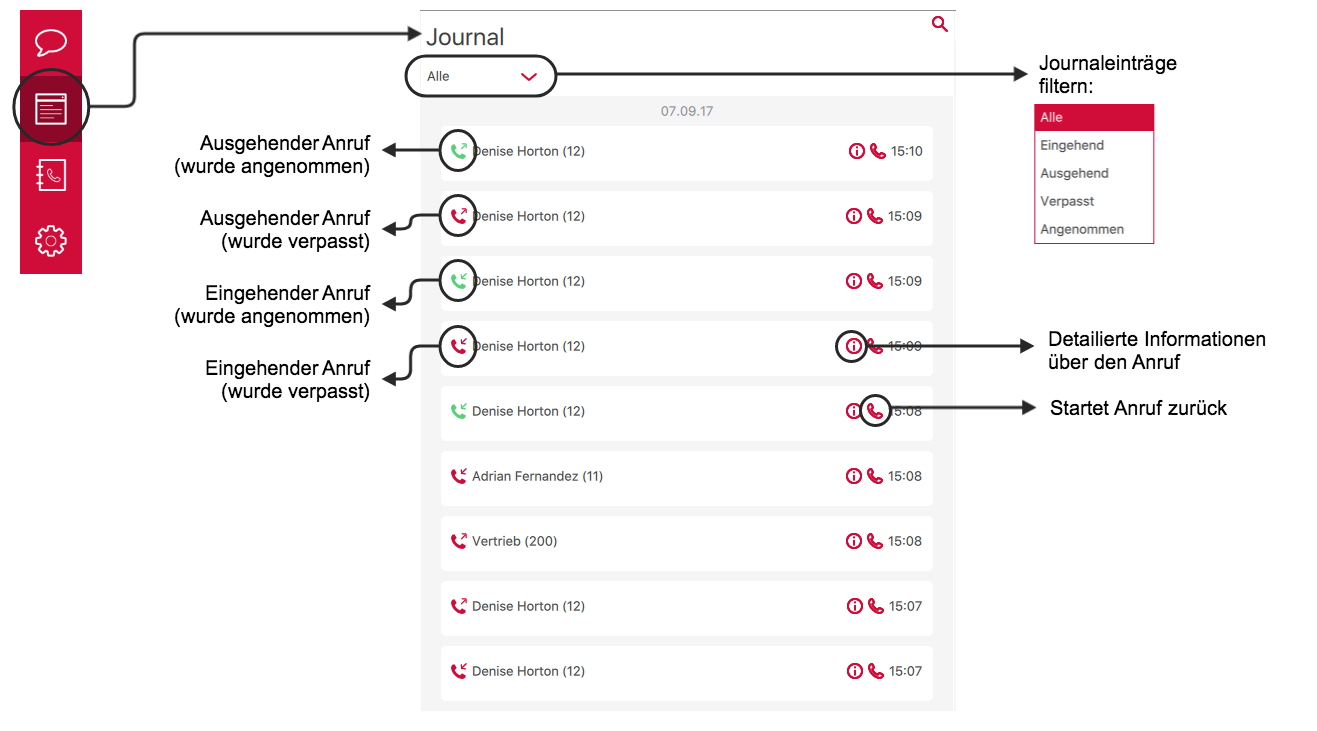 Journal
Alle
Journaleinträge
filtern:
Alle
Eingehend
Ausgehend
Verpasst
Angenommen
07.09.17
Ausgehender Anruf
(wurde angenommen)
Denise Horton (12) 15:10
Ausgehender Anruf
(wurde verpasst)
Denise Horton (12) 15:09
Eingehender Anruf
(wurde angenommen)
Denise Horton (12) 15:09
Eingehender Anruf
(wurde verpasst)
Denise Horton (12) 15:09
Detailierte Informationen
über den Anruf
Denise Horton (12) 15:08
Startet Anruf zurück
Adrian Fernandez (11) 15:08
Vertrieb (200) 15:08
Denise Horton (12) 15:07
Denise Horton (12) 15:07